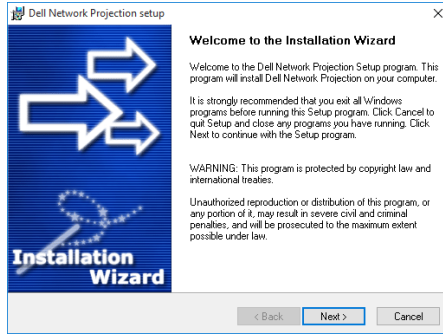 Dell Network Projection setup
Welcome to the Installation Wizard
Welcome to the Dell Network Projection Setup program. This
program will install Dell Network Projection on your computer.
It is strongly recommended that you exit all Windows
programs before running this Setup program. Click Cancel to
quit Setup and close any programs you have running. Click
Next to continue with the Setup program.
WARNING: This program is protected by copyright law and
international treaties.
Unauthorized reproduction or distribution of this program, or
any portion of it, may result in severe civil and criminal
penalties, and will be prosecuted to the maximum extent
possible under law.
Installation
Wizard
< Back
Next >
Cancel